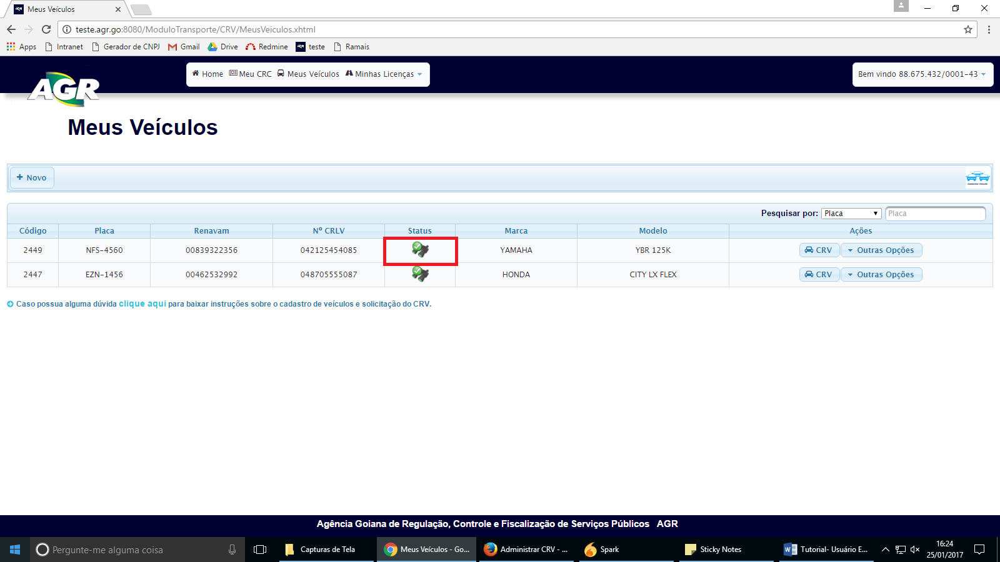 AGR Meus Veículos
teste.agr.go:8080/ModuloTransporte/CRV/MeusVeiculos.xhtml
Apps Intranet Gerador de CNPJ Gmail Drive Redmine AGR teste Ramais
AGR Home Meu CRC Meus Veículos Minhas Licenças Bem vindo 88.675.432/0001-43
Meus Veículos
+ Novo
Pesquisar por: Placa Placa
Código Placa Renavam Nº CRLV Status Marca Modelo Ações
2449 NFS-4560 00839322356 042125454085 YAMAHA YBR 125K CRV Outras Opções
2447 EZN-1456 00462532992 048705555087 HONDA CITY LX FLEX CRV Outras Opções
Caso possua alguma dúvida clique aqui para baixar instruções sobre o cadastro de veículos e solicitação do CRV.
Agência Goiana de Regulação, Controle e Fiscalização de Serviços Públicos AGR
Pergunte-me alguma coisa Capturas de Tela Meus Veículos - Go... Administrar CRV - ... Spark Sticky Notes Tutorial- Usuário E... 16:24
25/01/2017